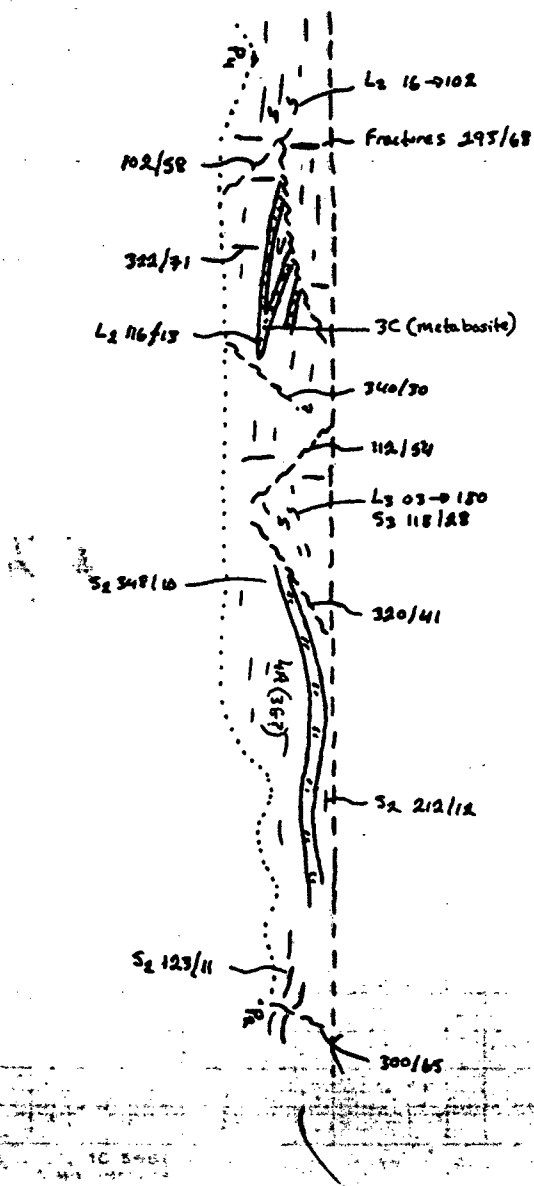 L₂ 16→102
Fractures 295/68
102/58
322/71
L₂ 116/13
3C (metabasite)
340/30
?
112/54
L₃ 03→180
S₃ 118/28
S₂ 348/10
320/41
S₂ 212/12
S₂ 123/11
300/65